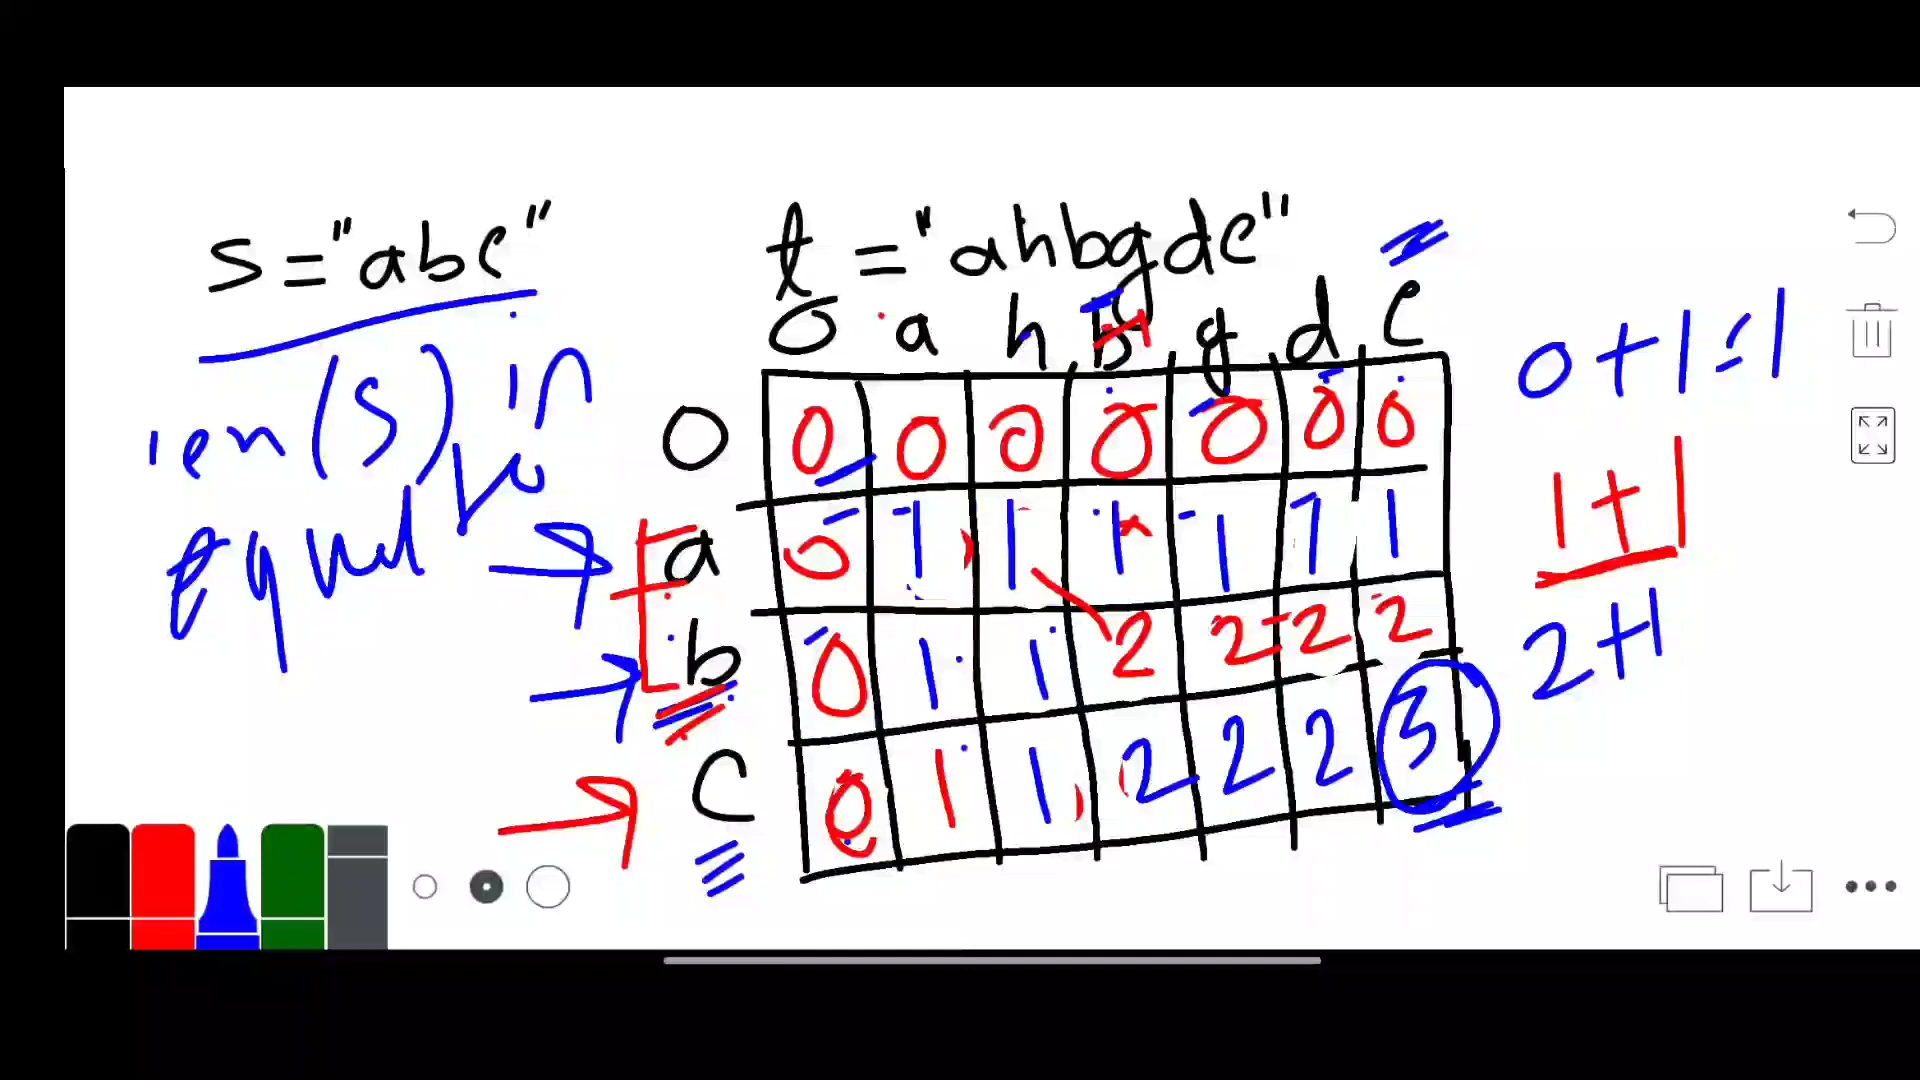 s="abc"
t="ahbgdc"
len(s) in
equal to
0 a h b g d c
0 0 0 0 0 0 0 0
a 0 1 1 1 1 1 1
b 0 1 1 2 2 2 2
c 0 1 1 2 2 2 3
0+1=1
1+1
2+1